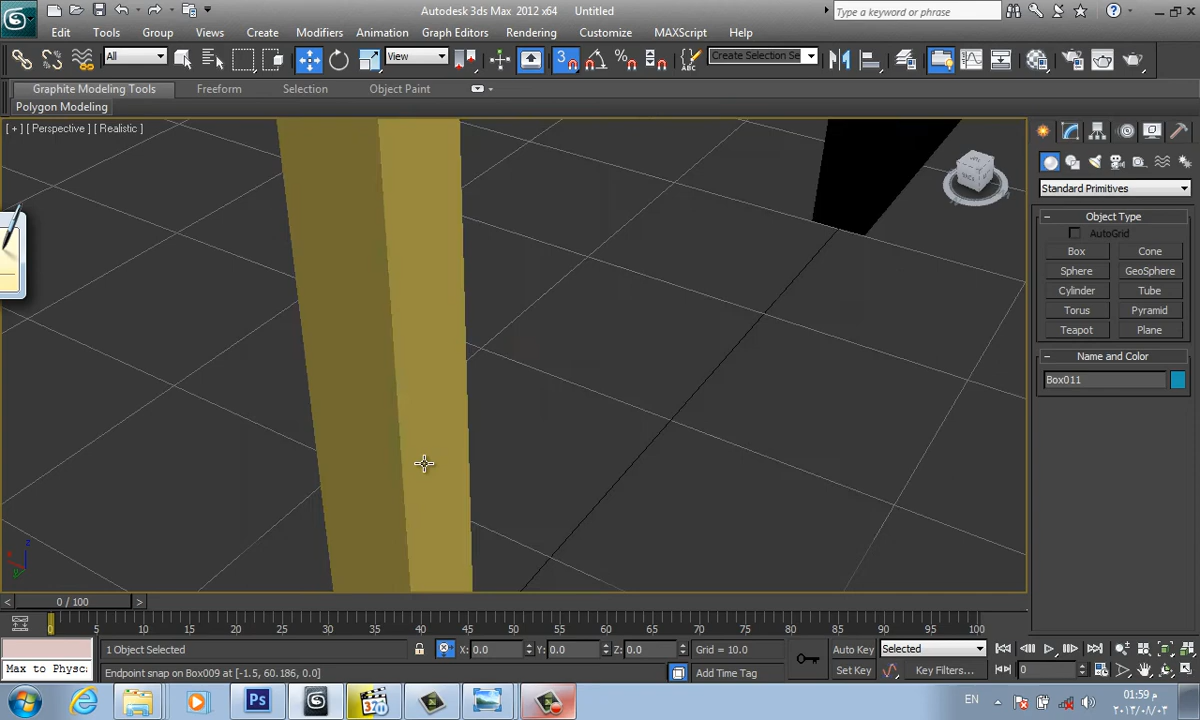 Autodesk 3ds Max 2012 x64 Untitled
Type a keyword or phrase
Edit Tools Group Views Create Modifiers Animation Graph Editors Rendering Customize MAXScript Help
All View 3 Create Selection Se
Graphite Modeling Tools Freeform Selection Object Paint
Polygon Modeling
[ + ] [ Perspective ] [ Realistic ]
Standard Primitives
Object Type
AutoGrid
Box Cone
Sphere GeoSphere
Cylinder Tube
Torus Pyramid
Teapot Plane
Name and Color
Box011
0 / 100
0 5 10 15 20 25 30 35 40 45 50 55 60 65 70 75 80 85 90 95 100
1 Object Selected X: 0.0 Y: 0.0 Z: 0.0 Grid = 10.0 Auto Key Selected
Max to Physc Endpoint snap on Box009 at [-1.5, 60.186, 0.0] Add Time Tag Set Key Key Filters... 0
EN 01:59 م
٢٠١٣/٠٨/٠٣